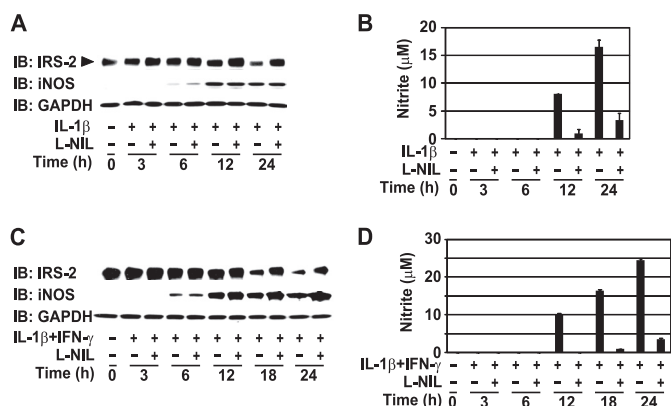 A
IB: IRS-2
IB: iNOS
IB: GAPDH
IL-1β – + + + + + + + +
L-NIL – – + – + – + – +
Time (h) 0 3 6 12 24
B
Nitrite (μM)
20
15
10
5
0
IL-1β – + + + + + + + +
L-NIL – – + – + – + – +
Time (h) 0 3 6 12 24
C
IB: IRS-2
IB: iNOS
IB: GAPDH
IL-1β+IFN-γ – + + + + + + + + + +
L-NIL – – + – + – + – + – +
Time (h) 0 3 6 12 18 24
D
Nitrite (μM)
30
20
10
0
IL-1β+IFN-γ – + + + + + + + + + +
L-NIL – – + – + – + – + – +
Time (h) 0 3 6 12 18 24